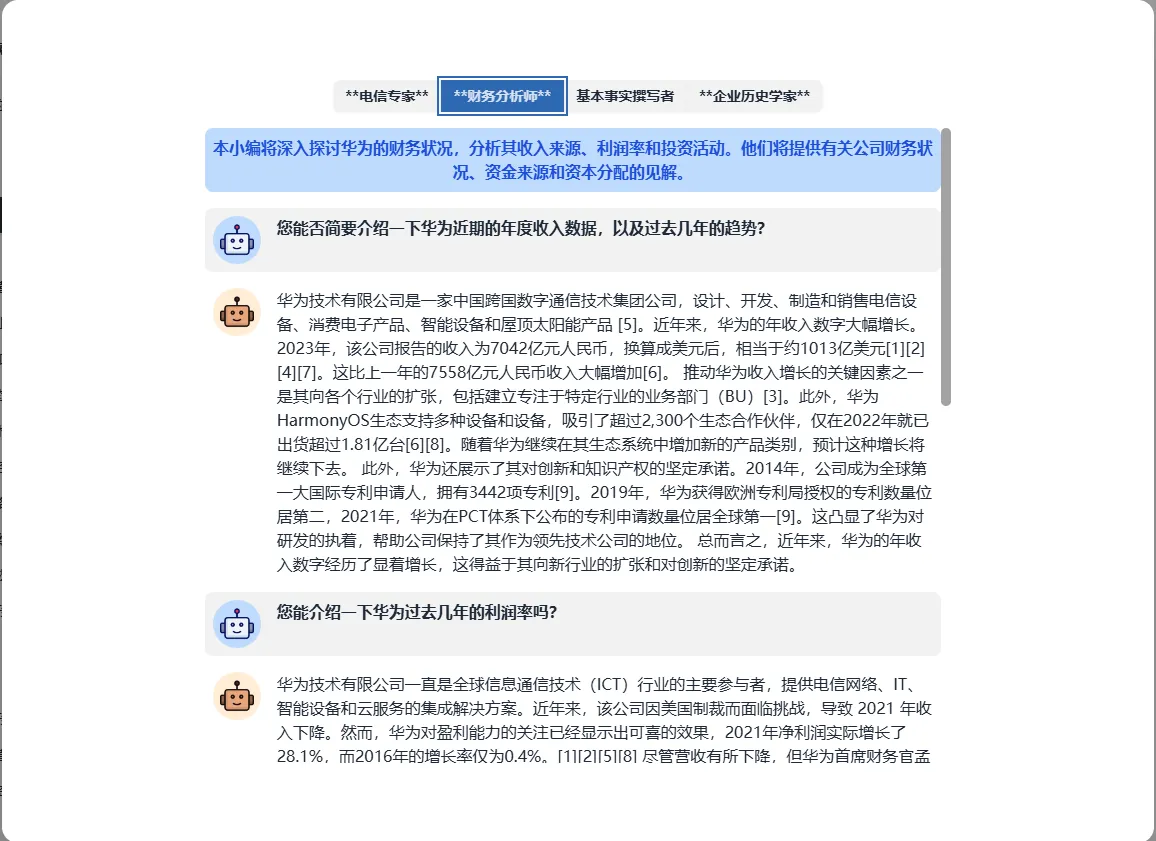 **电信专家** **财务分析师** 基本事实撰写者 **企业历史学家**
本小编将深入探讨华为的财务状况，分析其收入来源、利润率和投资活动。他们将提供有关公司财务状
况、资金来源和资本分配的见解。
您能否简要介绍一下华为近期的年度收入数据，以及过去几年的趋势？
华为技术有限公司是一家中国跨国数字通信技术集团公司，设计、开发、制造和销售电信设
备、消费电子产品、智能设备和屋顶太阳能产品 [5]。近年来，华为的年收入数字大幅增长。
2023年，该公司报告的收入为7042亿元人民币，换算成美元后，相当于约1013亿美元[1][2]
[4][7]。这比上一年的7558亿元人民币收入大幅增加[6]。 推动华为收入增长的关键因素之一
是其向各个行业的扩张，包括建立专注于特定行业的业务部门（BU）[3]。此外，华为
HarmonyOS生态支持多种设备和设备，吸引了超过2,300个生态合作伙伴，仅在2022年就已
出货超过1.81亿台[6][8]。随着华为继续在其生态系统中增加新的产品类别，预计这种增长将
继续下去。 此外，华为还展示了其对创新和知识产权的坚定承诺。2014年，公司成为全球第
一大国际专利申请人，拥有3442项专利[9]。2019年，华为获得欧洲专利局授权的专利数量位
居第二，2021年，华为在PCT体系下公布的专利申请数量位居全球第一[9]。这凸显了华为对
研发的执着，帮助公司保持了其作为领先技术公司的地位。 总而言之，近年来，华为的年收
入数字经历了显着增长，这得益于其向新行业的扩张和对创新的坚定承诺。
您能介绍一下华为过去几年的利润率吗？
华为技术有限公司一直是全球信息通信技术（ICT）行业的主要参与者，提供电信网络、IT、
智能设备和云服务的集成解决方案。近年来，该公司因美国制裁而面临挑战，导致 2021 年收
入下降。然而，华为对盈利能力的关注已经显示出可喜的效果，2021年净利润实际增长了
28.1%，而2016年的增长率仅为0.4%。[1][2][5][8] 尽管营收有所下降，但华为首席财务官孟